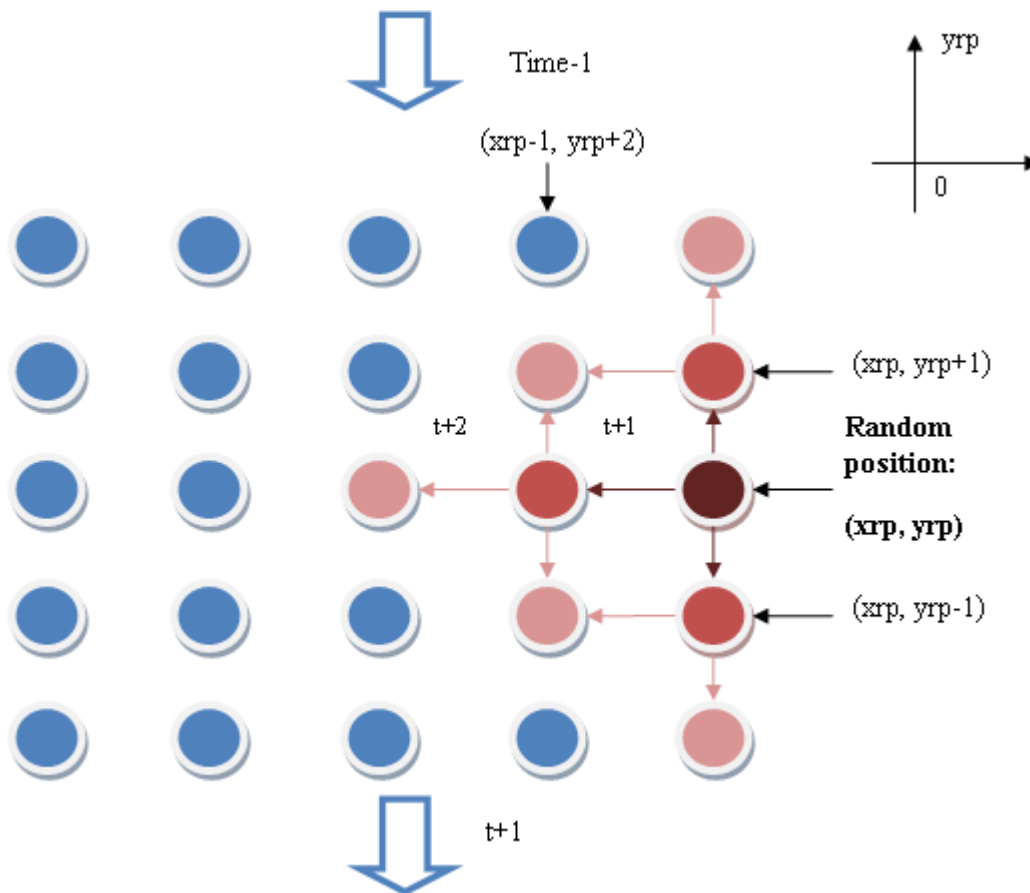 yrp
Time-1
(xrp-1, yrp+2)
0
(xrp, yrp+1)
t+2
t+1
Random
position:
(xrp, yrp)
(xrp, yrp-1)
t+1